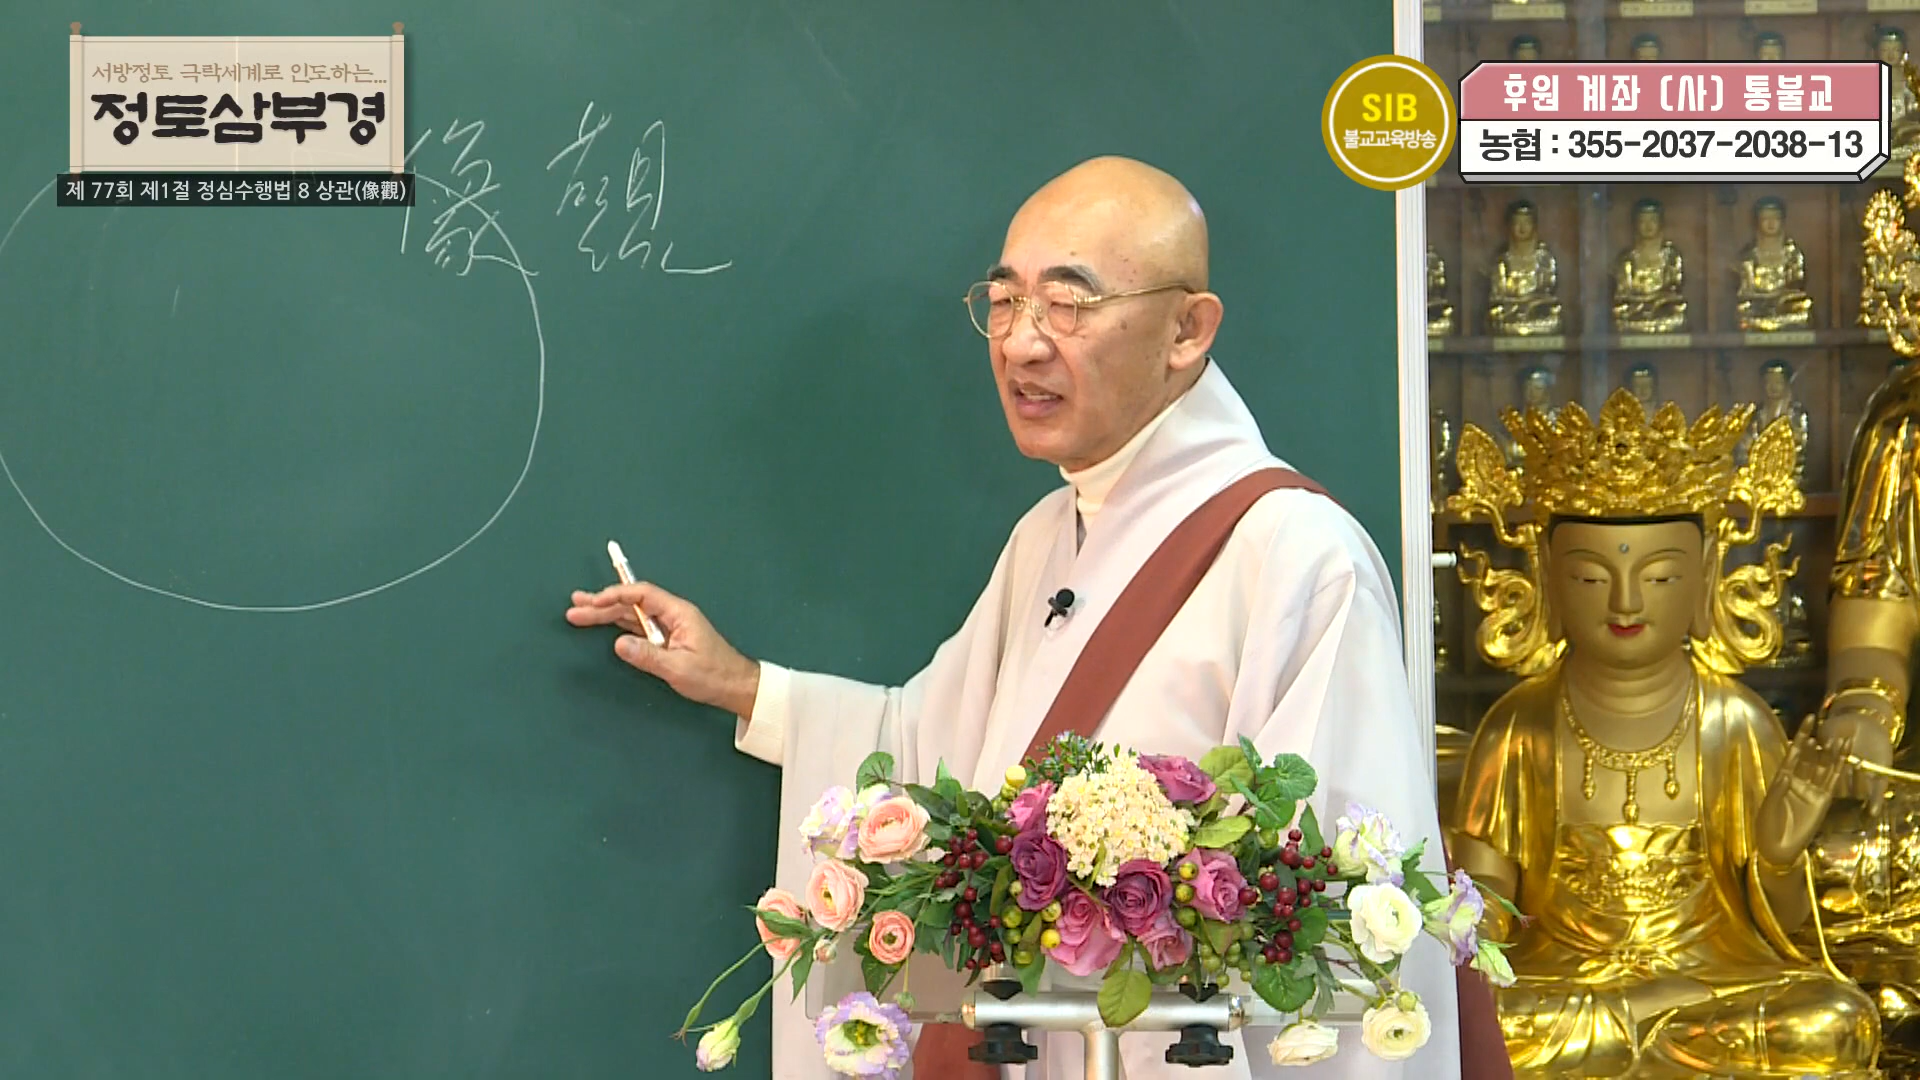 서방정토 극락세계로 인도하는...
정토삼부경
제 77회 제1절 정심수행법 8 상관(像觀)
像觀
SIB
불교교육방송
후원 계좌 (사) 통불교
농협 : 355-2037-2038-13